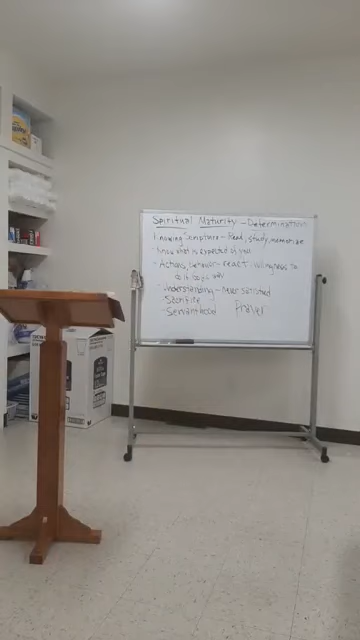 Spiritual Maturity - Determination
Knowing Scripture - Read, study, memorize
Know what is expected of you
Actions, behavior - react, willingness to
do it God's way
Understanding - Never satisfied
Sacrifice
Servanthood Prayer